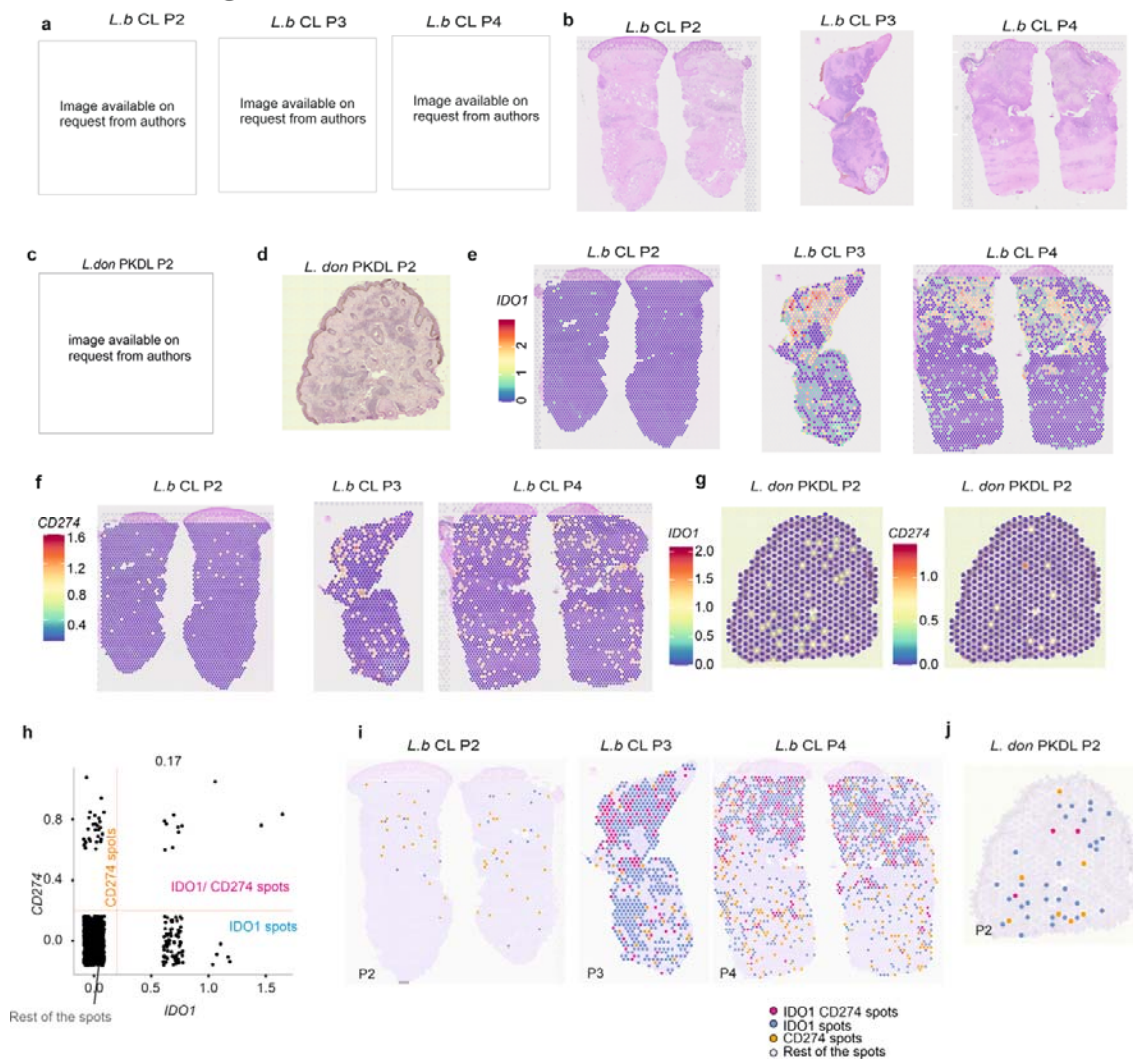 a
L.b CL P2
L.b CL P3
L.b CL P4
Image available on
request from authors
Image available on
request from authors
Image available on
request from authors
b
L.b CL P2
L.b CL P3
L.b CL P4
c
L.don PKDL P2
image available on
request from authors
d
L. don PKDL P2
e
L.b CL P2
L.b CL P3
L.b CL P4
IDO1
2
1
0
f
L.b CL P2
L.b CL P3
L.b CL P4
CD274
1.6
1.2
0.8
0.4
g
L. don PKDL P2
L. don PKDL P2
IDO1
2.0
1.5
1.0
0.5
0.0
CD274
1.0
0.5
0.0
h
0.17
CD274
0.8
0.4
0.0
CD274 spots
IDO1/ CD274 spots
IDO1 spots
0.0
0.5
1.0
1.5
IDO1
Rest of the spots
i
L.b CL P2
L.b CL P3
L.b CL P4
P2
P3
P4
j
L. don PKDL P2
P2
IDO1 CD274 spots
IDO1 spots
CD274 spots
Rest of the spots